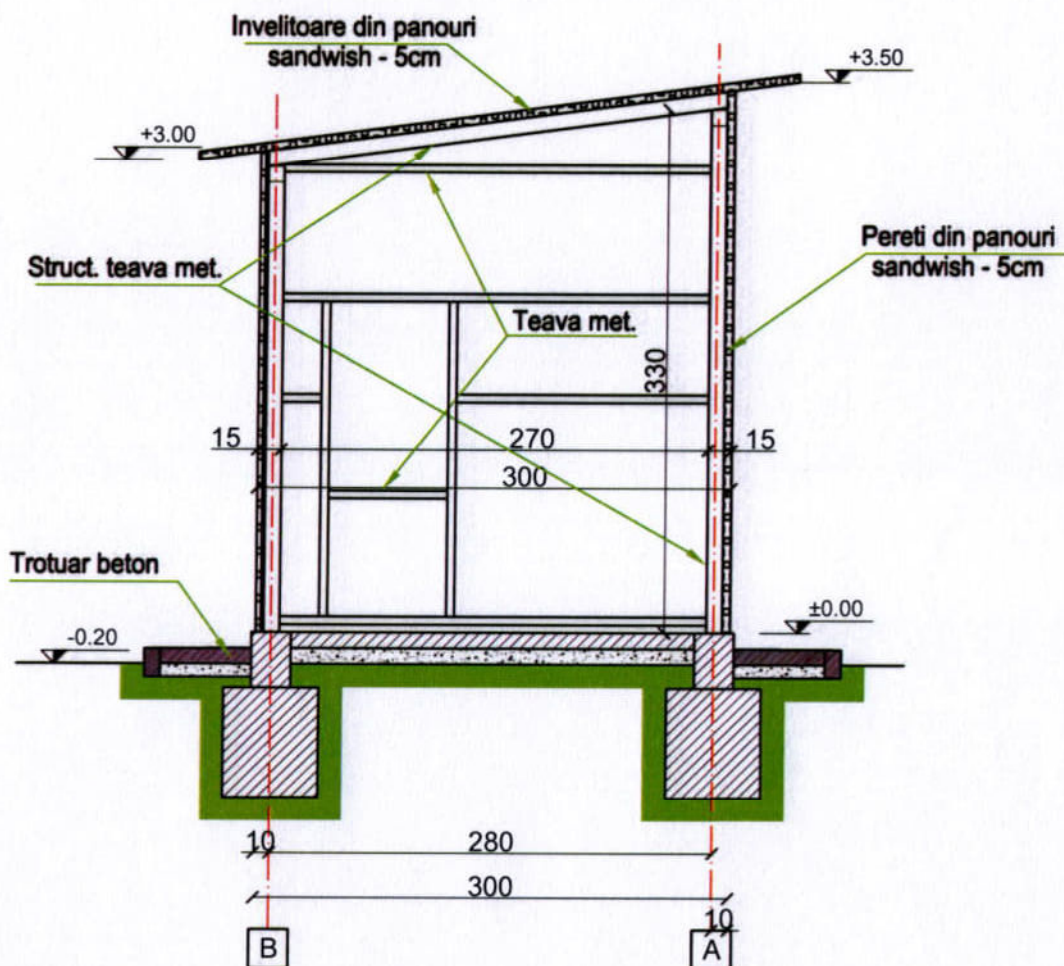 Invelitoare din panouri
sandwish - 5cm
+3.50
+3.00
Pereti din panouri
sandwish - 5cm
Struct. teava met.
Teava met.
330
15
270
15
300
Trotuar beton
-0.20
±0.00
10
280
300
10
B
A